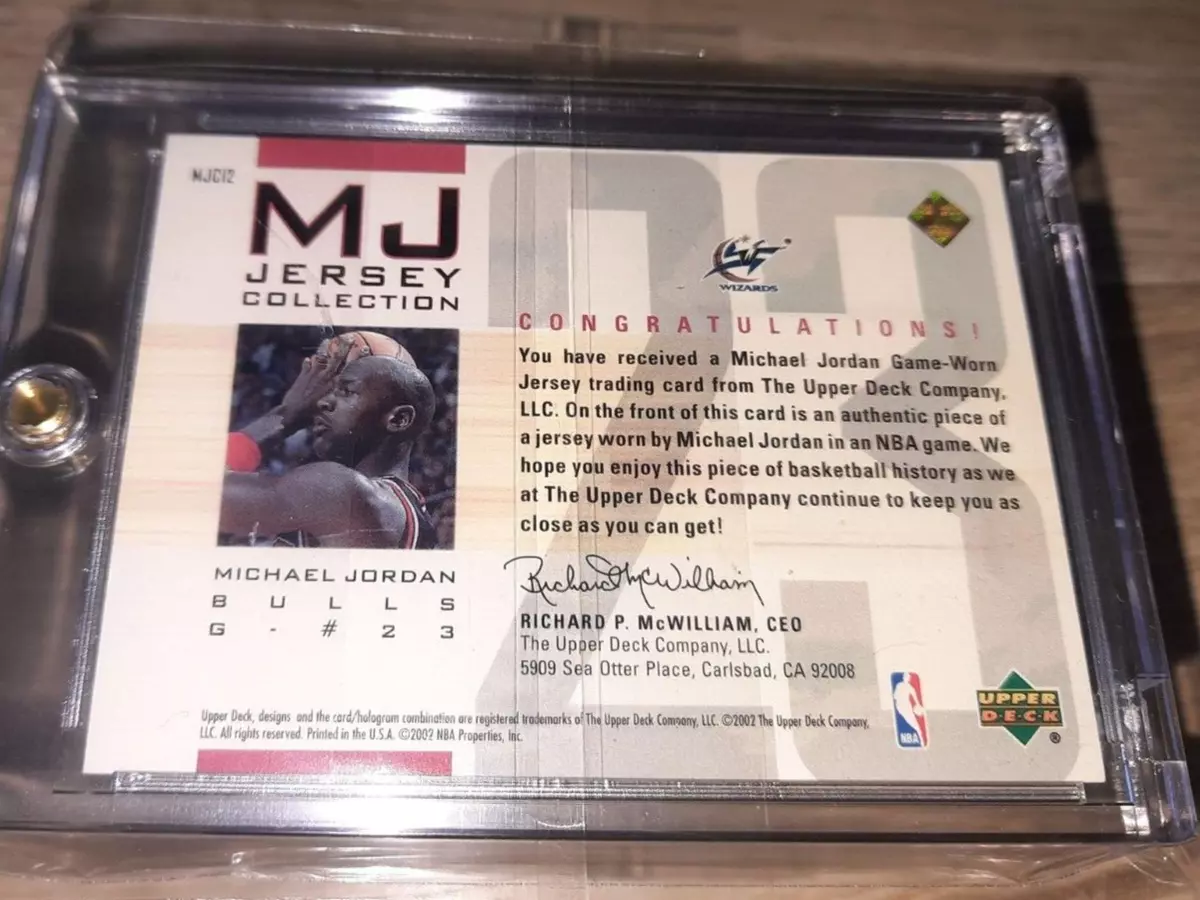 MJC12
MJ
JERSEY
COLLECTION
MICHAEL JORDAN
BULLS
G - #23
WIZARDS
CONGRATULATIONS!
You have received a Michael Jordan Game-Worn
Jersey trading card from The Upper Deck Company,
LLC. On the front of this card is an authentic piece of
a jersey worn by Michael Jordan in an NBA game. We
hope you enjoy this piece of basketball history as we
at The Upper Deck Company continue to keep you as
close as you can get!
Richard McWilliam
RICHARD P. McWILLIAM, CEO
The Upper Deck Company, LLC.
5909 Sea Otter Place, Carlsbad, CA 92008
Upper Deck, designs and the card/hologram combination are registered trademarks of The Upper Deck Company, LLC. ©2002 The Upper Deck Company,
LLC. All rights reserved. Printed in the U.S.A. ©2002 NBA Properties, Inc.
NBA
UPPER
DECK
®
23